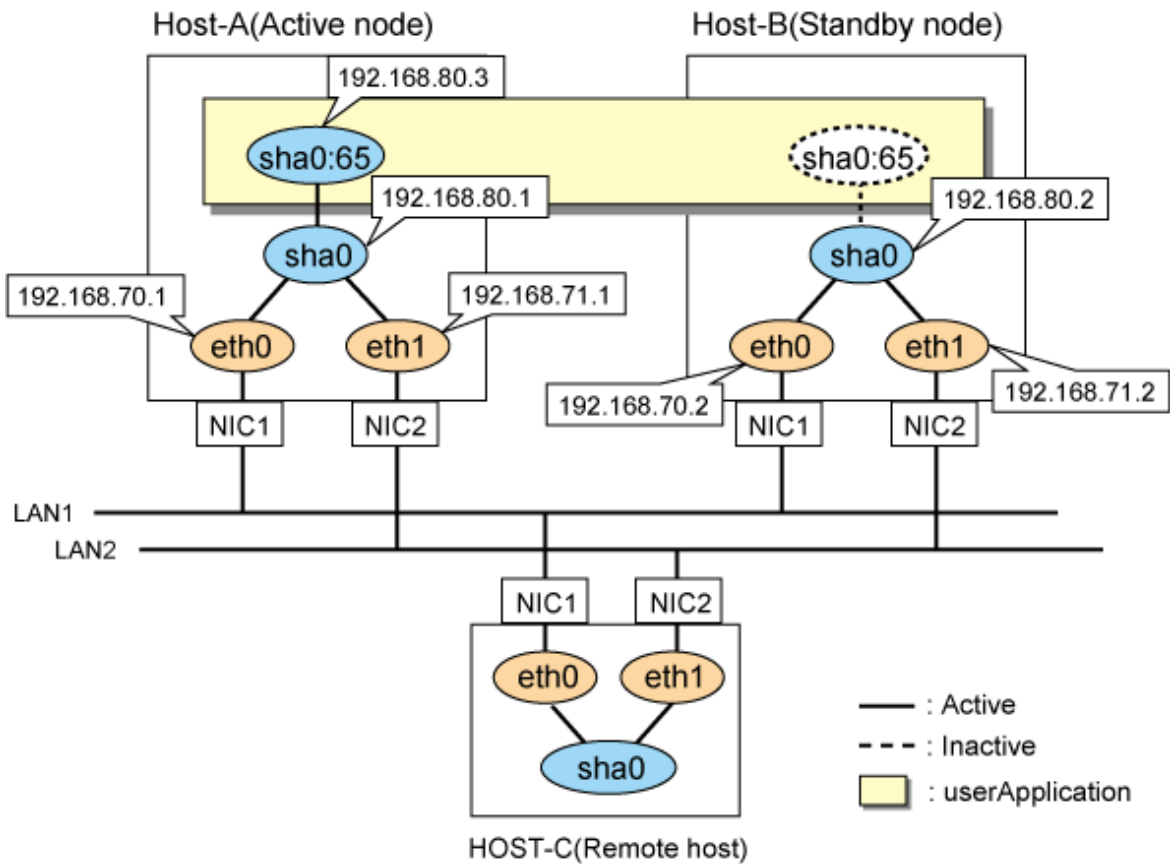 Host-A(Active node)
Host-B(Standby node)
192.168.80.3
sha0:65
sha0:65
192.168.80.1
192.168.80.2
sha0
sha0
192.168.70.1
192.168.71.1
eth0
eth1
eth0
eth1
192.168.70.2
192.168.71.2
NIC1
NIC2
NIC1
NIC2
LAN1
LAN2
NIC1
NIC2
eth0
eth1
sha0
: Active
: Inactive
: userApplication
HOST-C(Remote host)